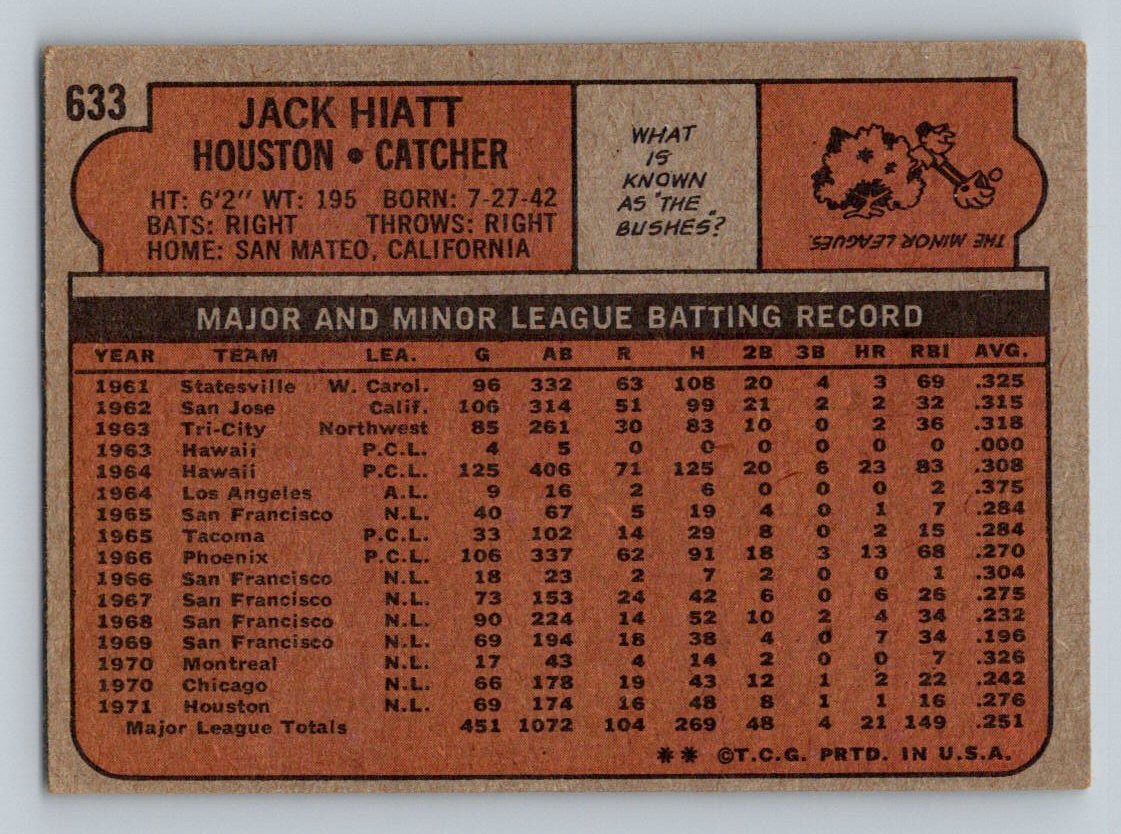 633
JACK HIATT
HOUSTON • CATCHER
HT: 6'2" WT: 195 BORN: 7-27-42
BATS: RIGHT THROWS: RIGHT
HOME: SAN MATEO, CALIFORNIA
WHAT
IS
KNOWN
AS "THE
BUSHES"?
THE MINOR LEAGUES
MAJOR AND MINOR LEAGUE BATTING RECORD
YEAR TEAM LEA. G AB R H 2B 3B HR RBI AVG.
1961 Statesville W. Carol. 96 332 63 108 20 4 3 69 .325
1962 San Jose Calif. 106 314 51 99 21 2 2 32 .315
1963 Tri-City Northwest 85 261 30 83 10 0 2 36 .318
1963 Hawaii P.C.L. 4 5 0 0 0 0 0 0 .000
1964 Hawaii P.C.L. 125 406 71 125 20 6 23 83 .308
1964 Los Angeles A.L. 9 16 2 6 0 0 0 2 .375
1965 San Francisco N.L. 40 67 5 19 4 0 1 7 .284
1965 Tacoma P.C.L. 33 102 14 29 8 0 2 15 .284
1966 Phoenix P.C.L. 106 337 62 91 18 3 13 68 .270
1966 San Francisco N.L. 18 23 2 7 2 0 0 1 .304
1967 San Francisco N.L. 73 153 24 42 6 0 6 26 .275
1968 San Francisco N.L. 90 224 14 52 10 2 4 34 .232
1969 San Francisco N.L. 69 194 18 38 4 0 7 34 .196
1970 Montreal N.L. 17 43 4 14 2 0 0 7 .326
1970 Chicago N.L. 66 178 19 43 12 1 2 22 .242
1971 Houston N.L. 69 174 16 48 8 1 1 16 .276
Major League Totals 451 1072 104 269 48 4 21 149 .251
** ©T.C.G. PRTD. IN U.S.A.